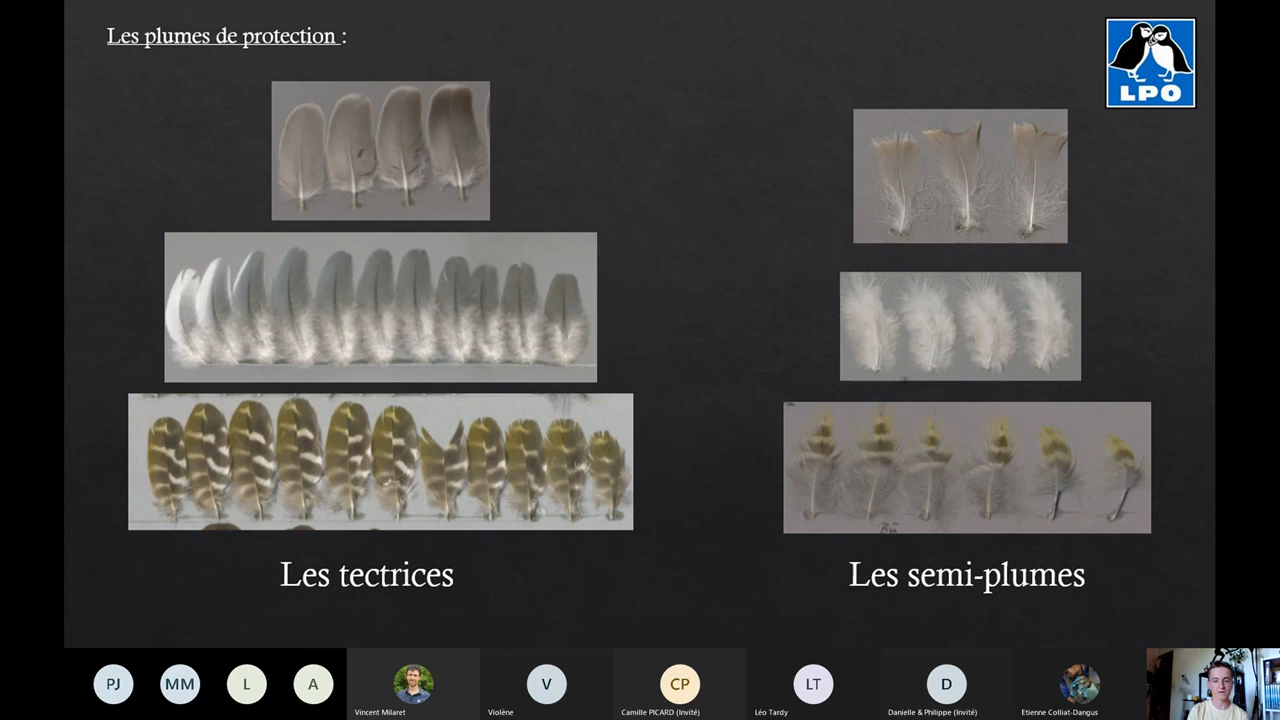 Les plumes de protection :
LPO
Les tectrices
Les semi-plumes
PJ
MM
L
A
V
CP
LT
D
Vincent Milaret
Violène
Camille PICARD (Invité)
Léo Tardy
Danielle & Philippe (Invité)
Etienne Colliat-Dangus